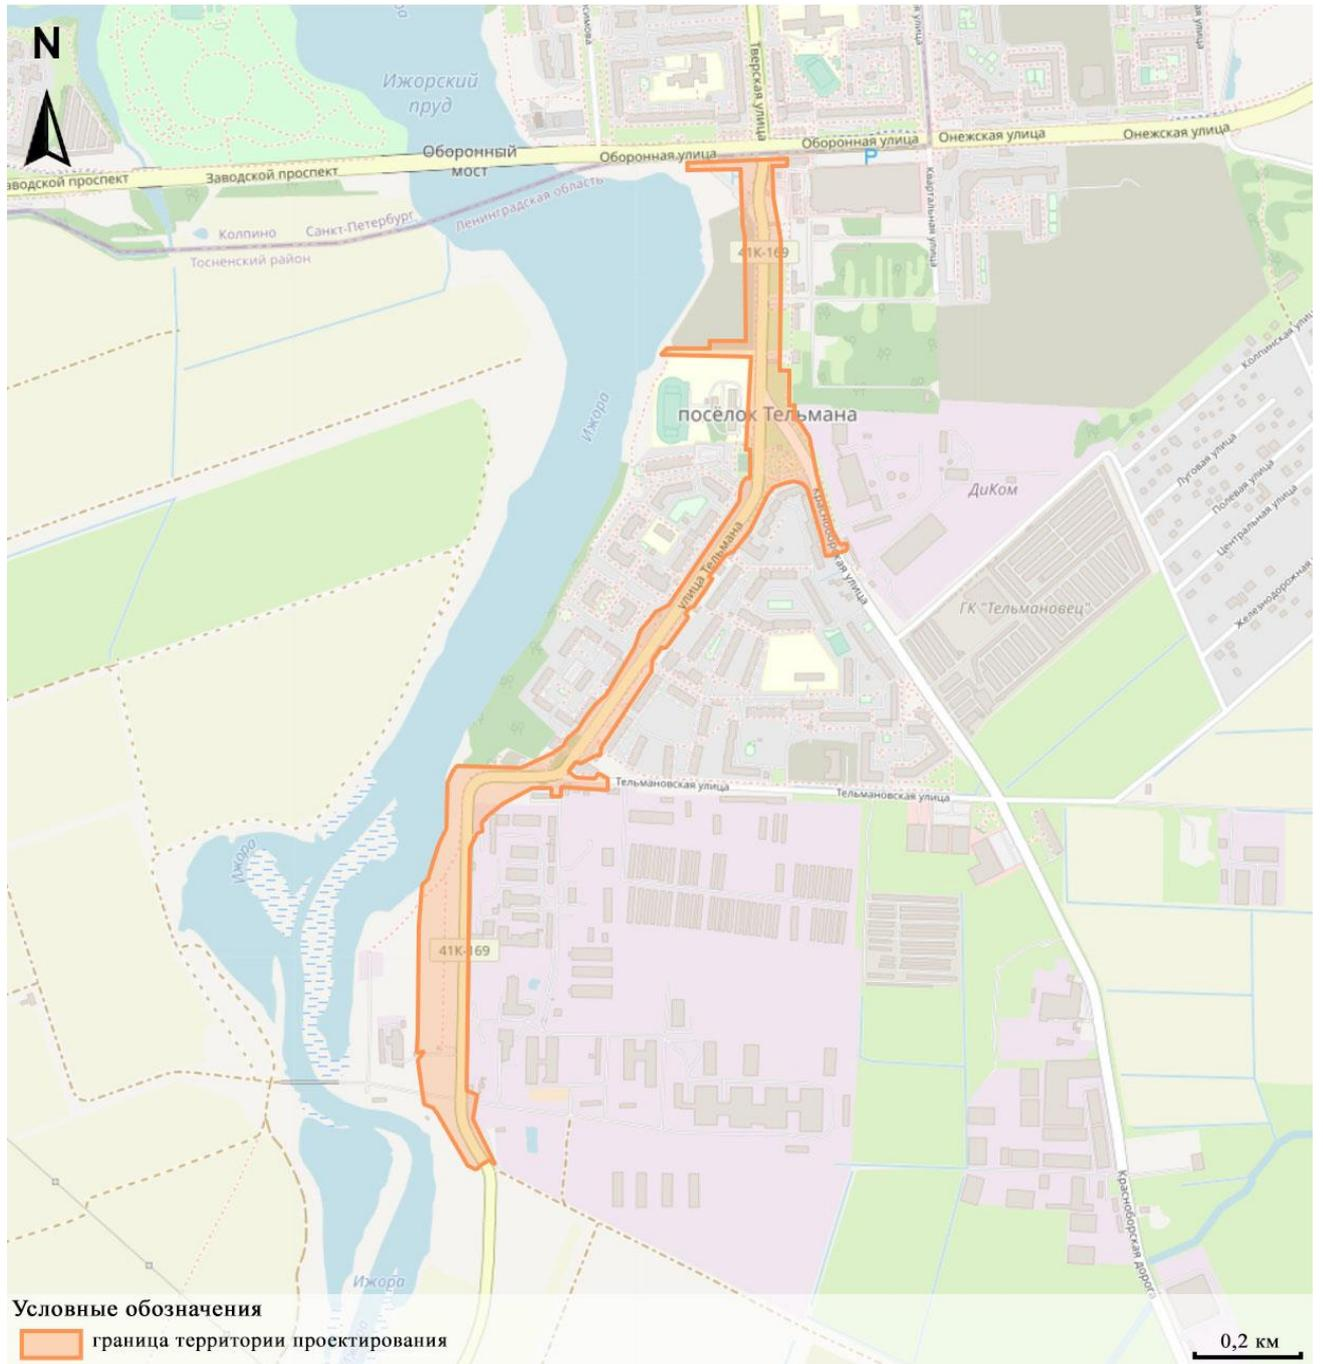 N
Ижорский
пруд
Тверская улица
Оборонный
мост
Оборонная улица
Оборонная улица
Онежская улица
Онежская улица
P
аводской проспект
Заводской проспект
Квартальная улица
Колпино
Санкт-Петербург
Ленинградская область
Тосненский район
41К-169
Ижора
посёлок Тельмана
Колпинская улиц
Луговая улица
Полевая улица
Центральная улица
Железнодорожная
ДиКом
Красноборская улица
улица Тельмана
ГК "Тельмановец"
Тельмановская улица
Тельмановская улица
Ижора
41К-169
Красноборская дорога
Ижора
Условные обозначения
граница территории проектирования
0,2 км